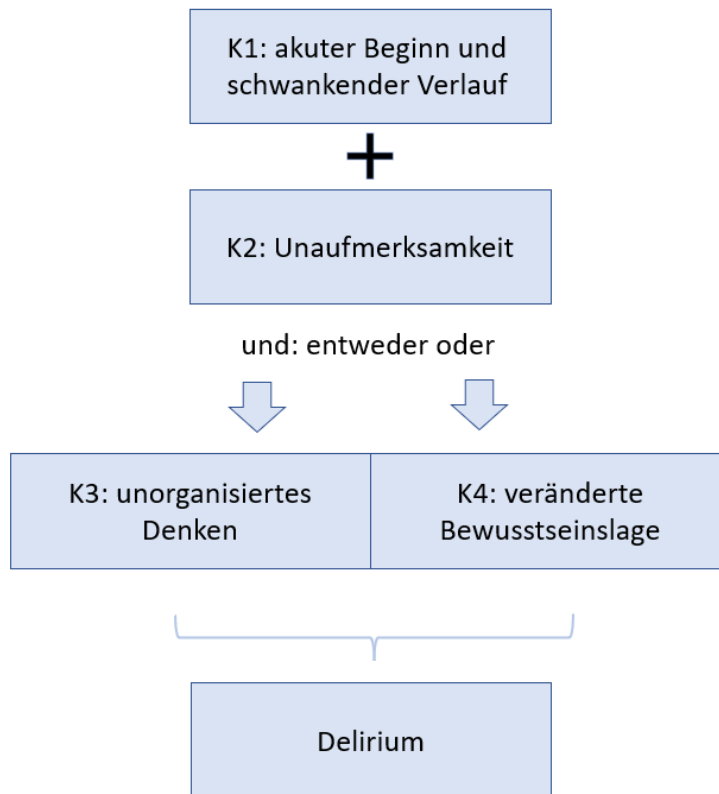 K1: akuter Beginn und
schwankender Verlauf
+
K2: Unaufmerksamkeit
und: entweder oder
K3: unorganisiertes
Denken
K4: veränderte
Bewusstseinslage
Delirium